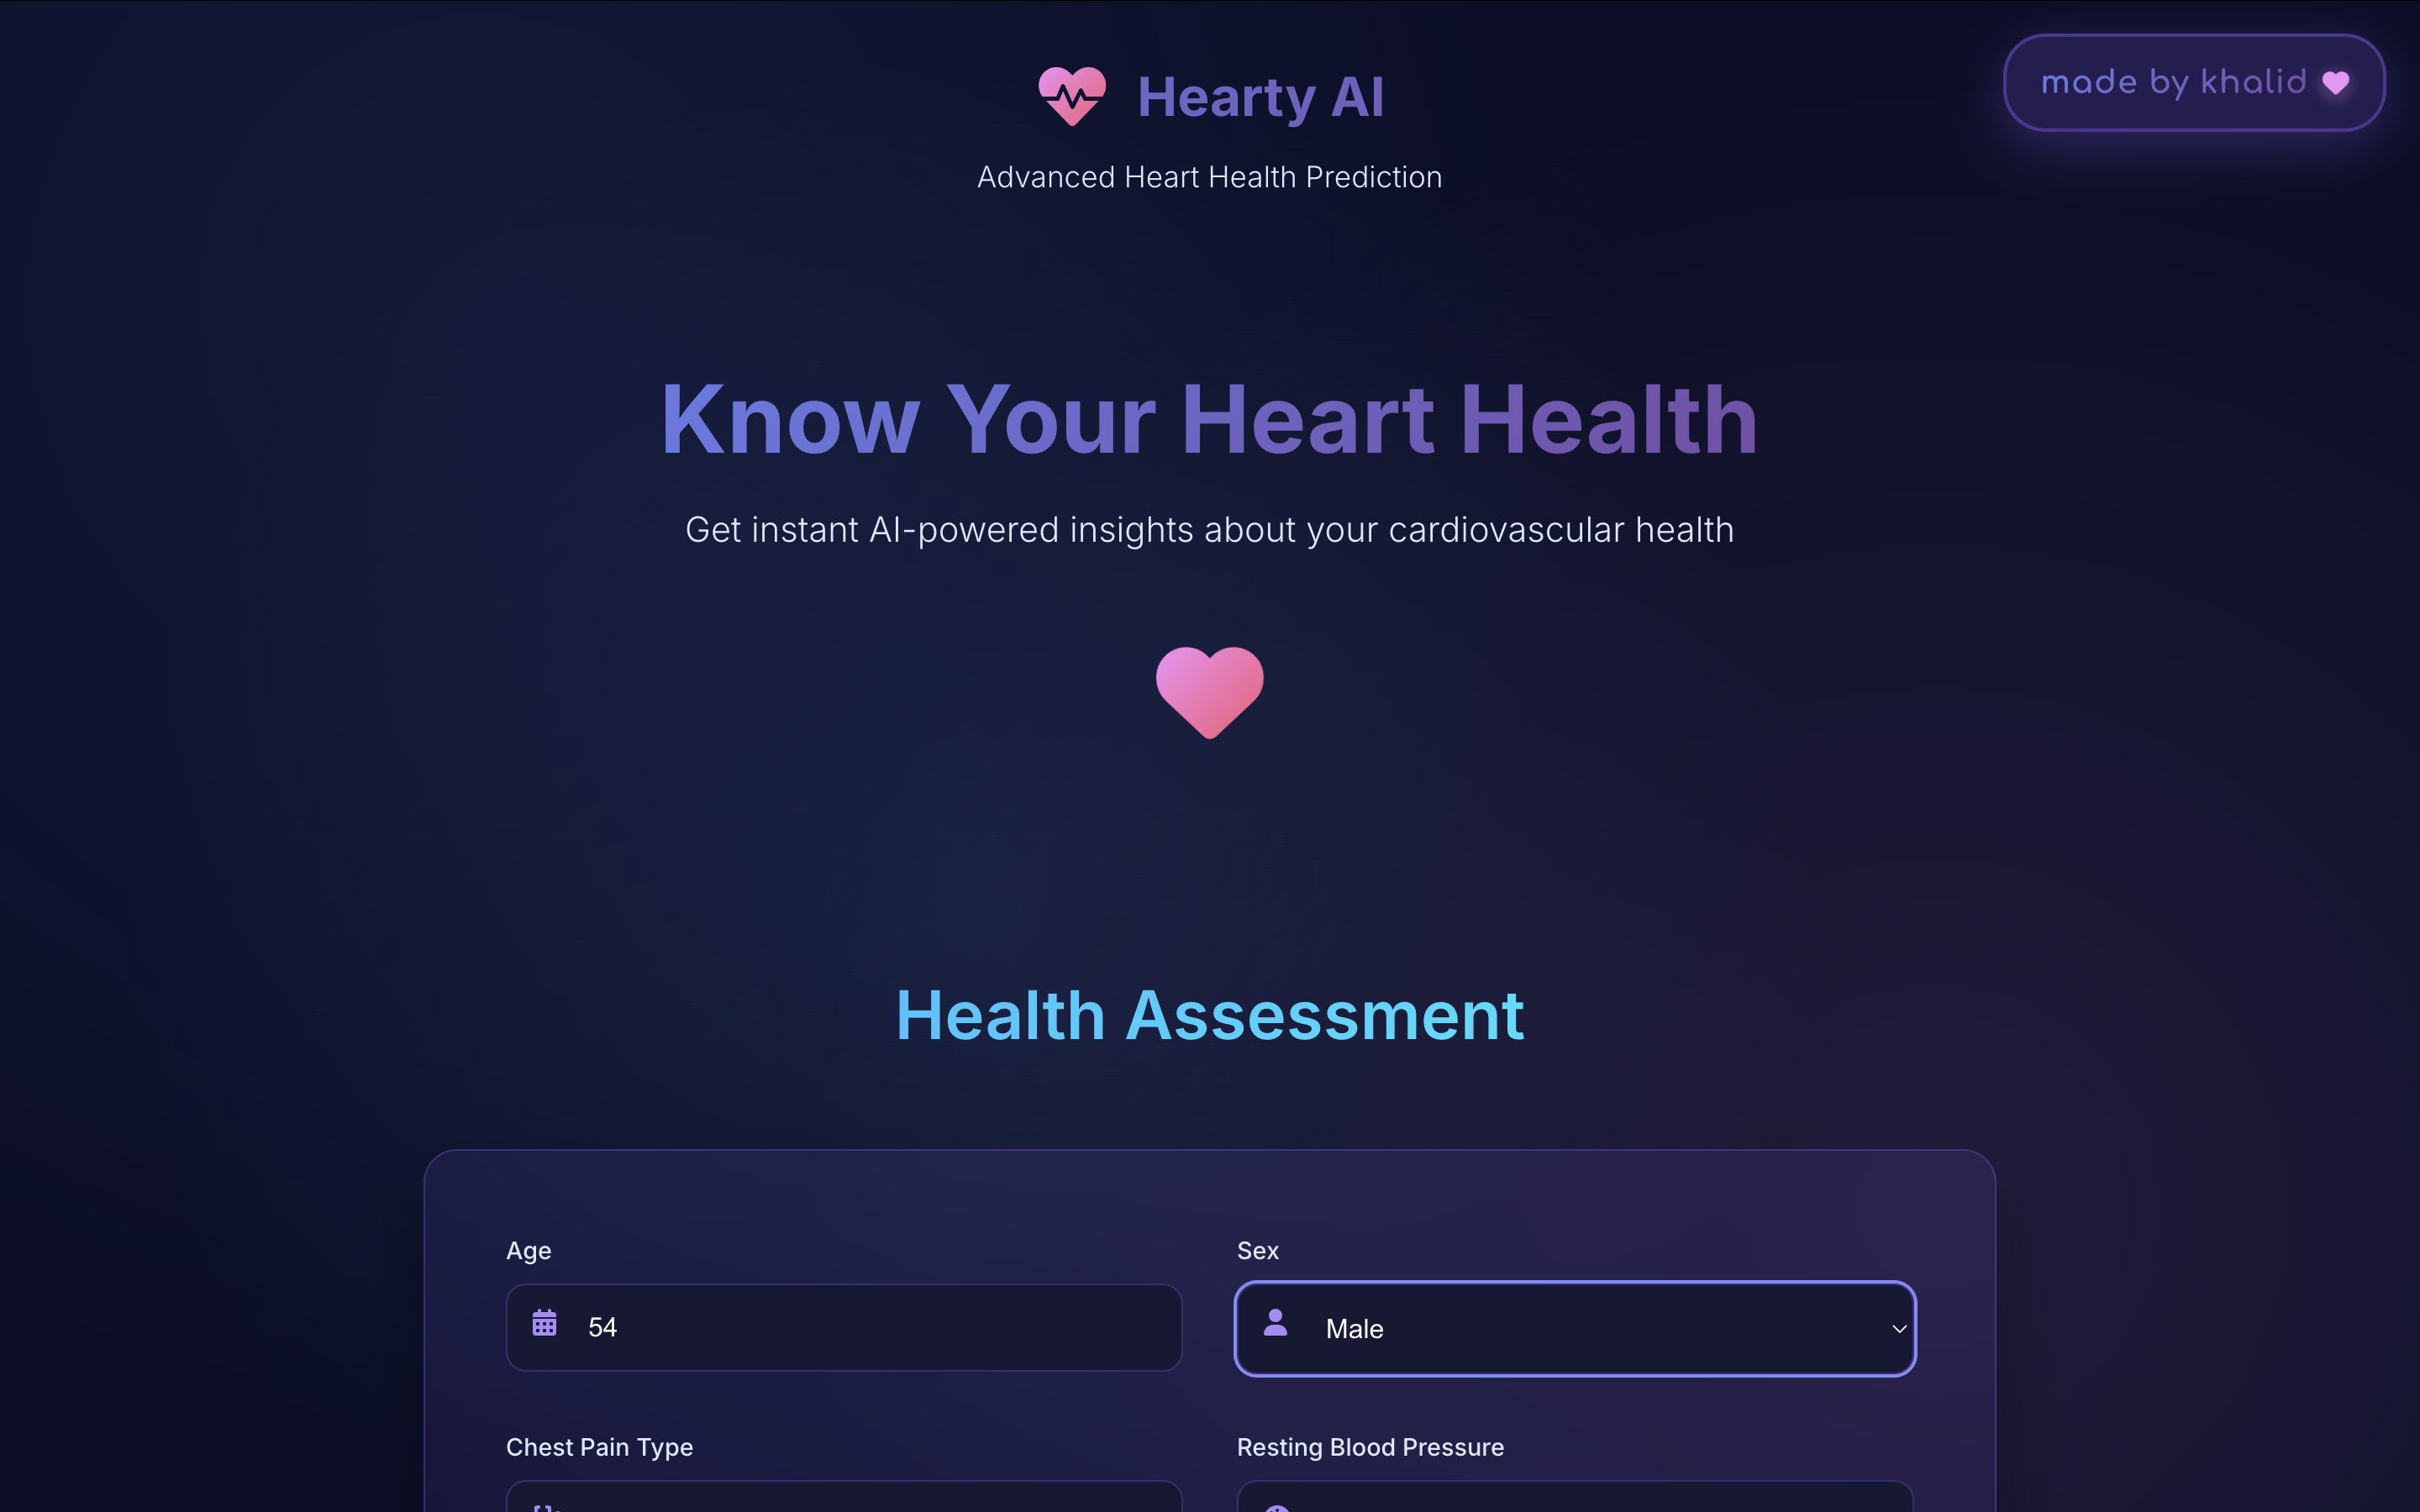 Hearty AI
made by khalid
Advanced Heart Health Prediction
Know Your Heart Health
Get instant AI-powered insights about your cardiovascular health
Health Assessment
Age
Sex
54
Male
Chest Pain Type
Resting Blood Pressure